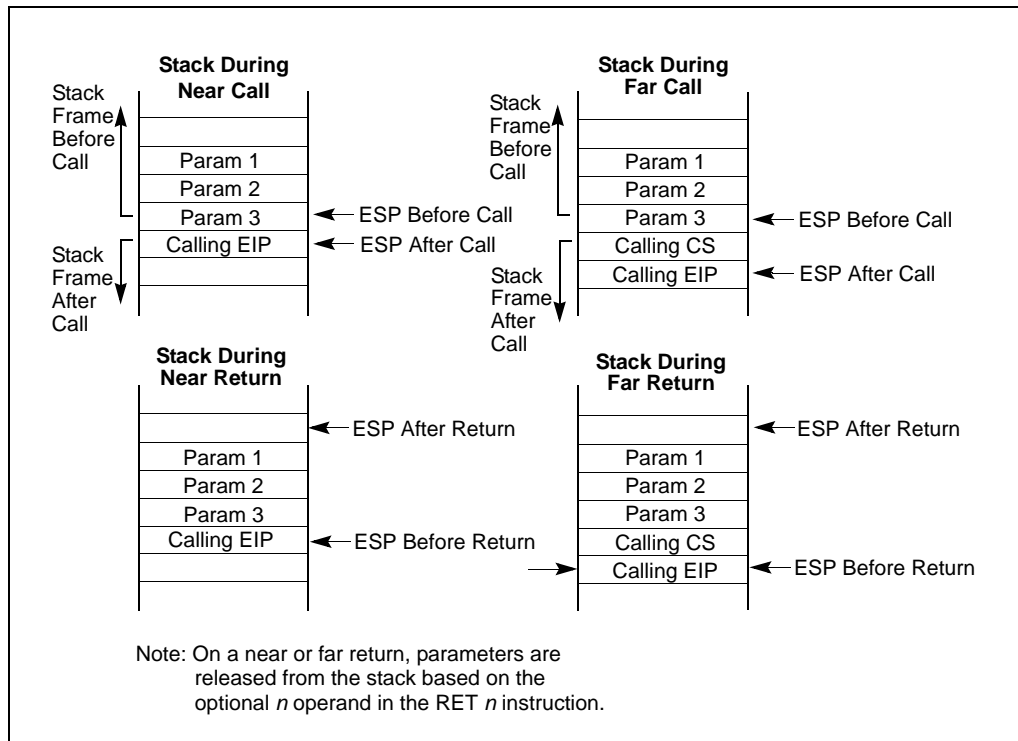 Stack During
Near Call
Stack
Frame
Before
Call
Param 1
Param 2
Param 3
Calling EIP
ESP Before Call
ESP After Call
Stack
Frame
After
Call
Stack During
Far Call
Stack
Frame
Before
Call
Param 1
Param 2
Param 3
Calling CS
Calling EIP
ESP Before Call
ESP After Call
Stack
Frame
After
Call
Stack During
Near Return
ESP After Return
Param 1
Param 2
Param 3
Calling EIP
ESP Before Return
Stack During
Far Return
ESP After Return
Param 1
Param 2
Param 3
Calling CS
Calling EIP
ESP Before Return
Note: On a near or far return, parameters are
released from the stack based on the
optional n operand in the RET n instruction.